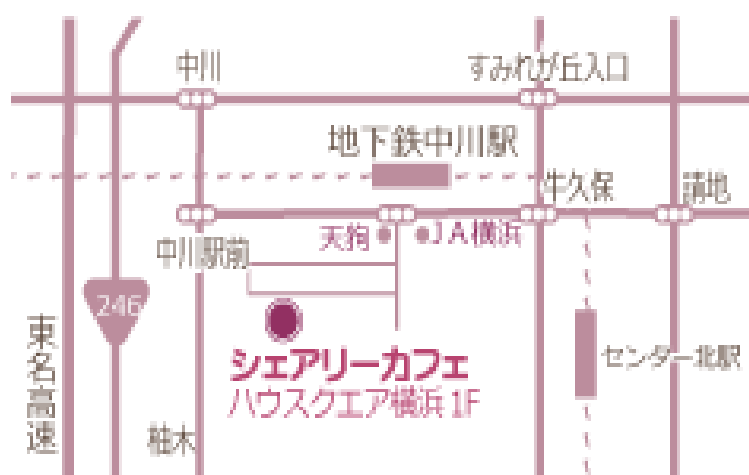 中川
すみれが丘入口
地下鉄中川駅
牛久保
請地
天狗
JA横浜
中川駅前
246
東名高速
シェアリーカフェ
ハウスクエア横浜 1F
センター北駅
柚木